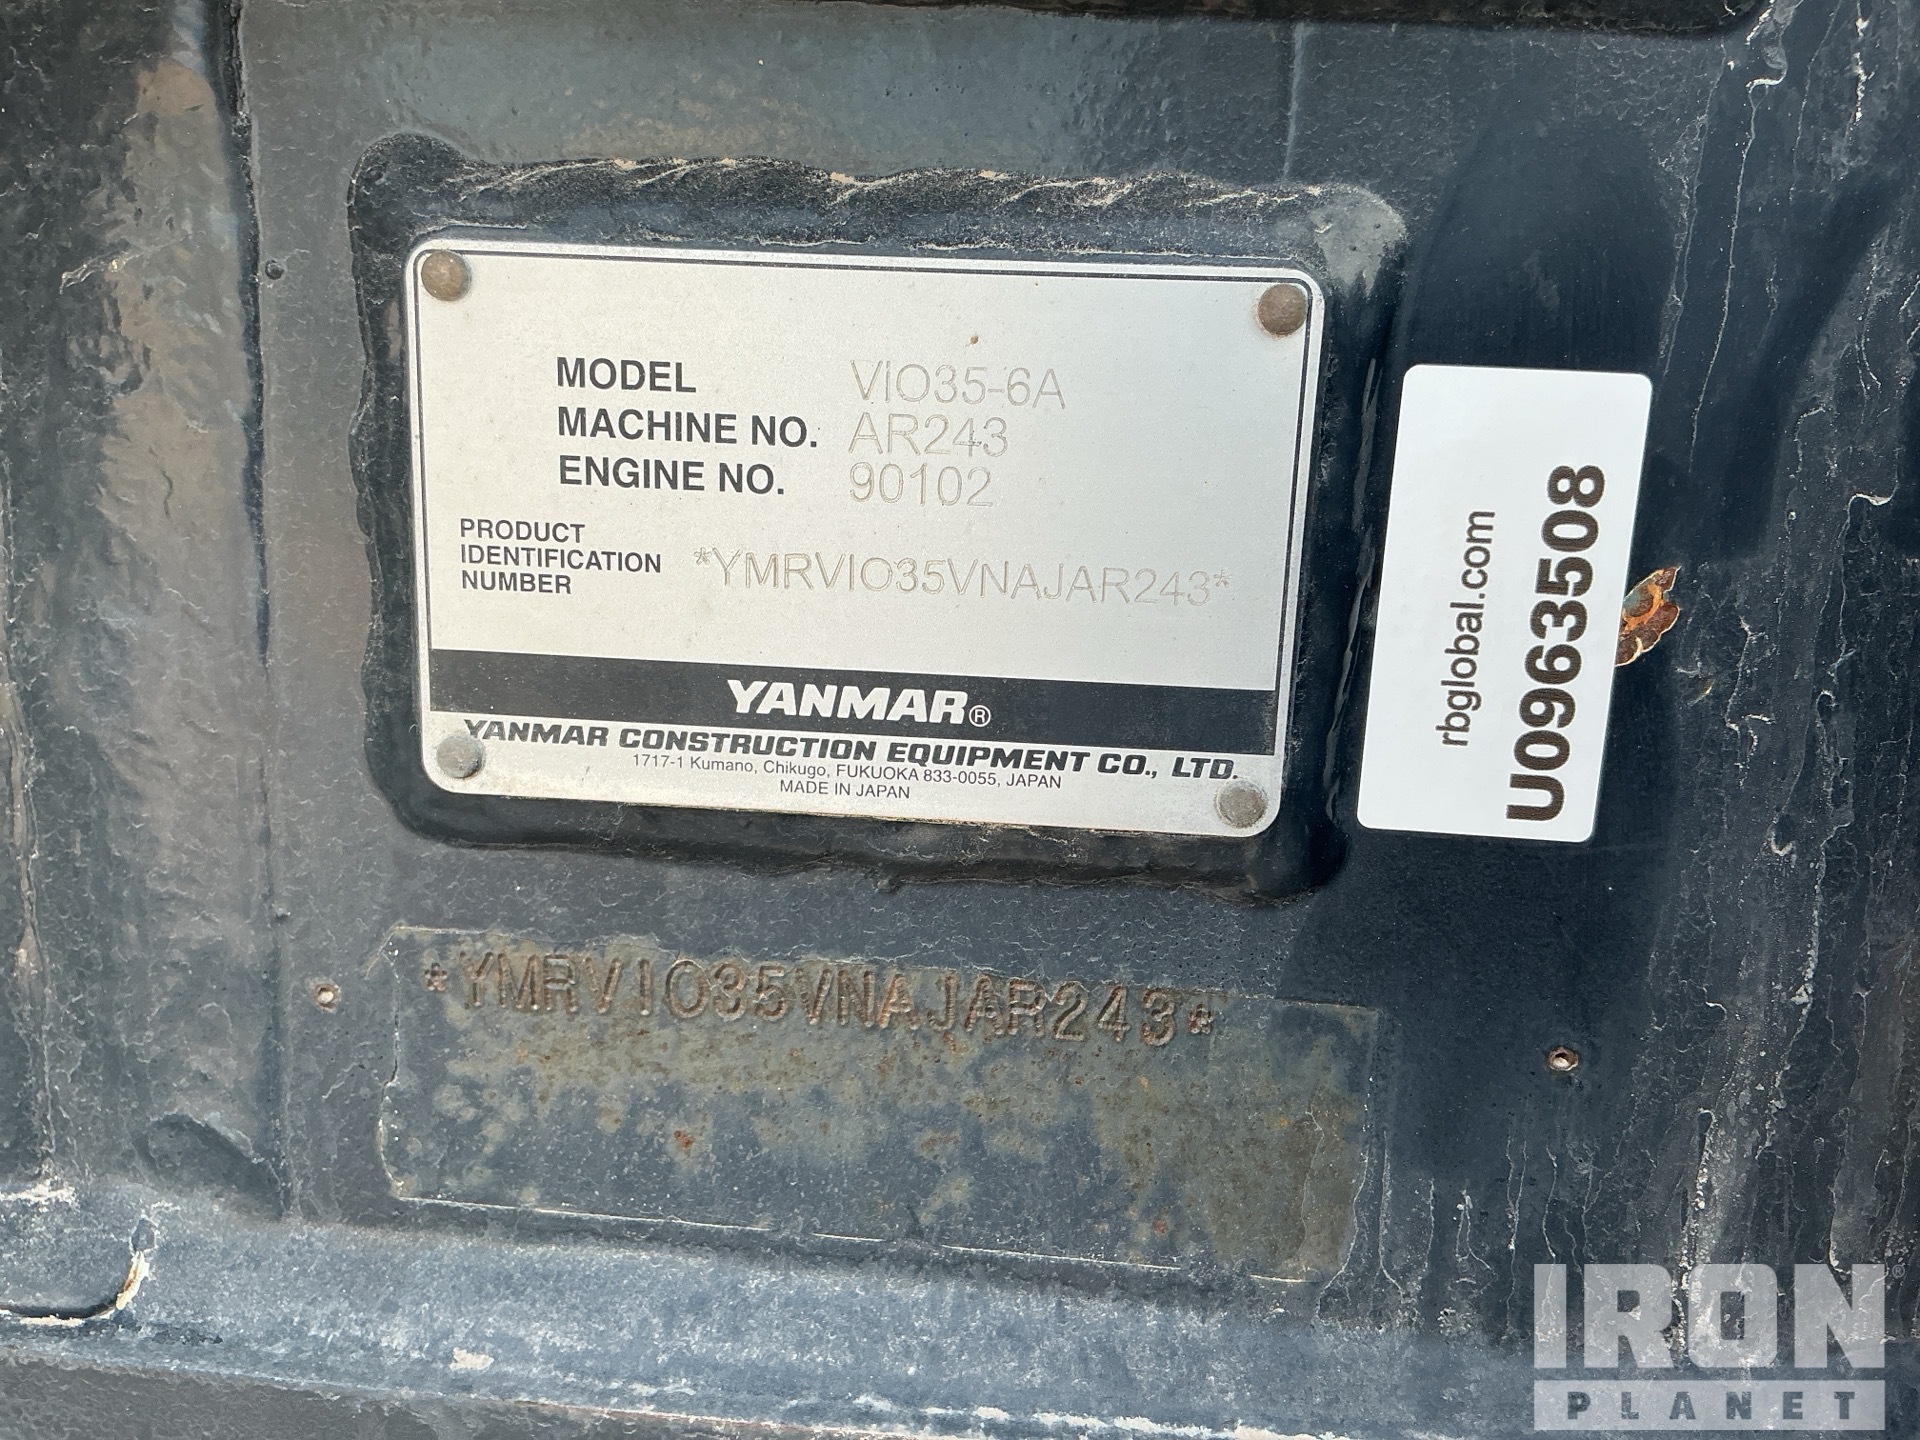 MODEL VIO35-6A
MACHINE NO. AR243
ENGINE NO. 90102
PRODUCT
IDENTIFICATION
NUMBER *YMRVIO35VNAJAR243*
YANMAR®
YANMAR CONSTRUCTION EQUIPMENT CO., LTD.
1717-1 Kumano, Chikugo, FUKUOKA 833-0055, JAPAN
MADE IN JAPAN
rbglobal.com
U0963508
*YMRVIO35VNAJAR243*
IRON®
PLANET